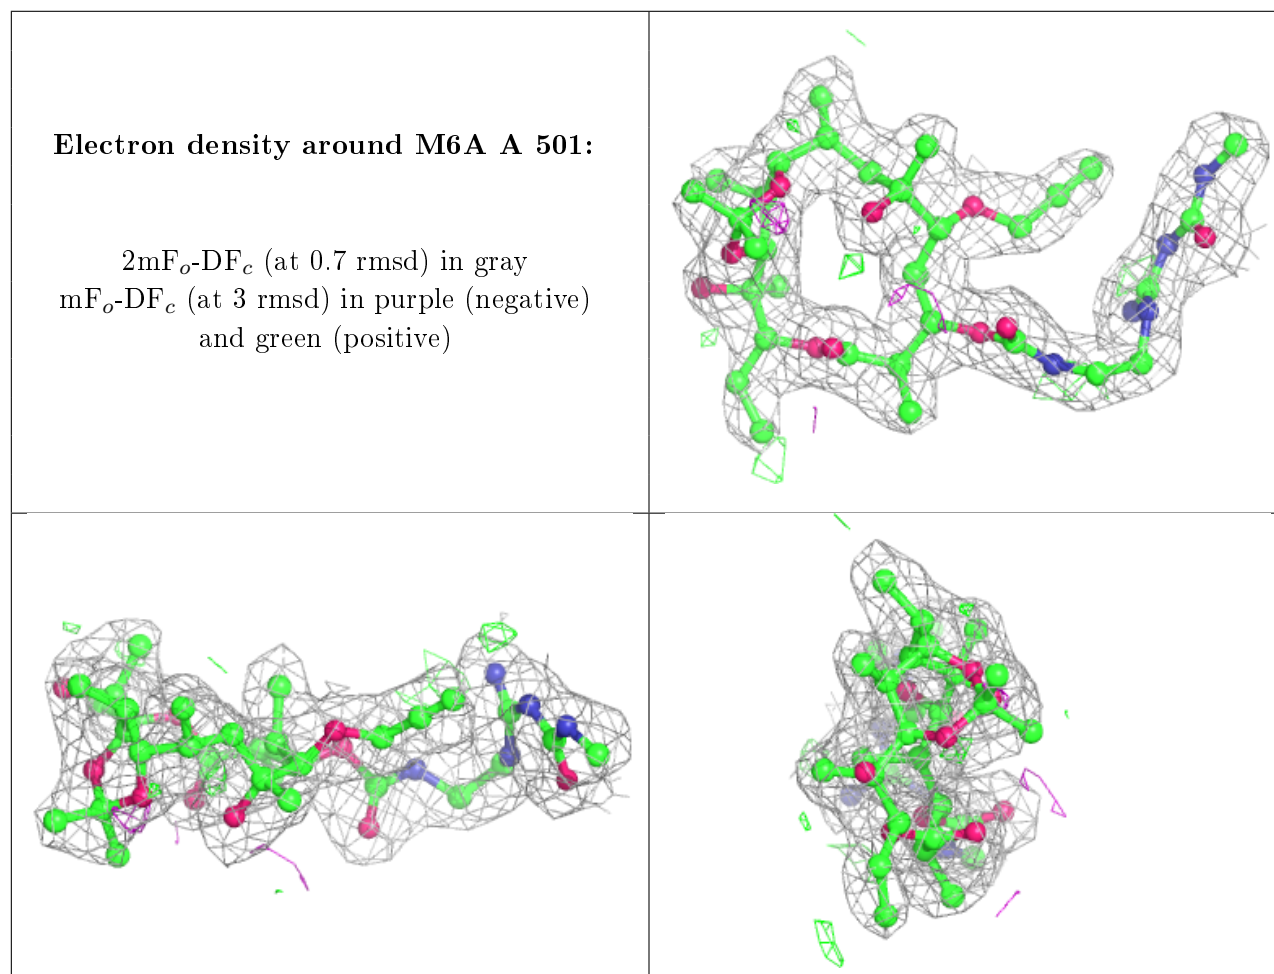 Electron density around M6A A 501:
2mFₒ-DF𝒸 (at 0.7 rmsd) in gray
mFₒ-DF𝒸 (at 3 rmsd) in purple (negative)
and green (positive)